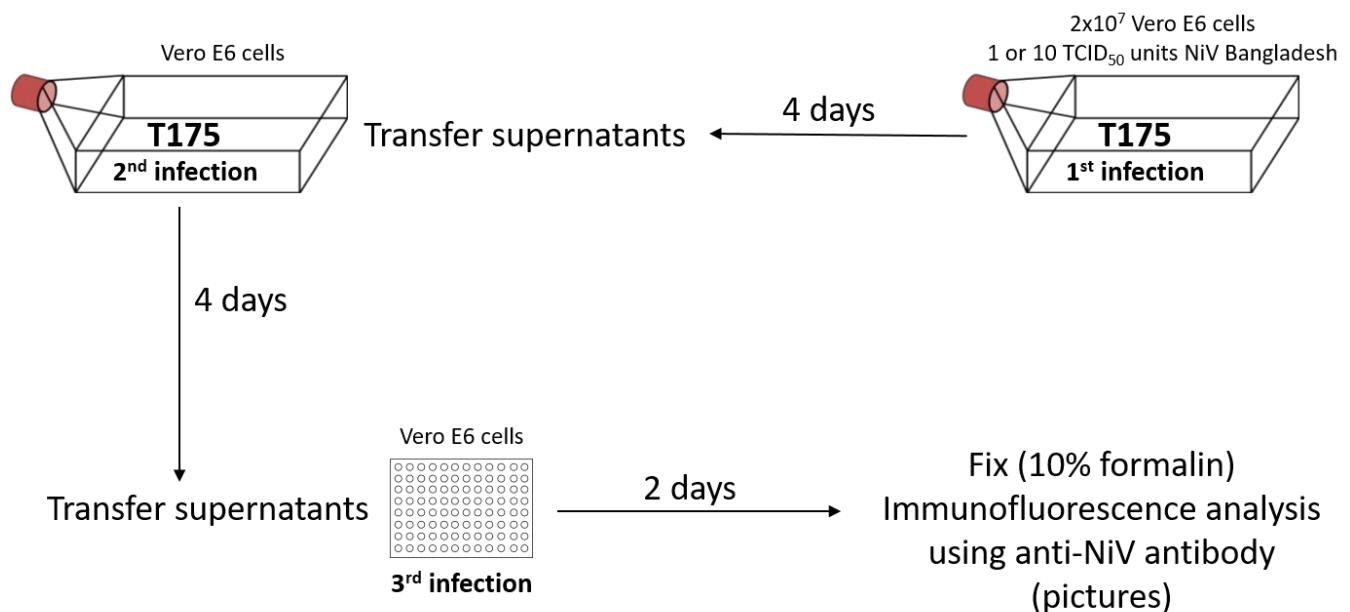 2x10⁷ Vero E6 cells
1 or 10 TCID₅₀ units NiV Bangladesh
T175
1ˢᵗ infection
4 days
Transfer supernatants
Vero E6 cells
T175
2ⁿᵈ infection
4 days
Transfer supernatants
Vero E6 cells
3ʳᵈ infection
2 days
Fix (10% formalin)
Immunofluorescence analysis
using anti-NiV antibody
(pictures)